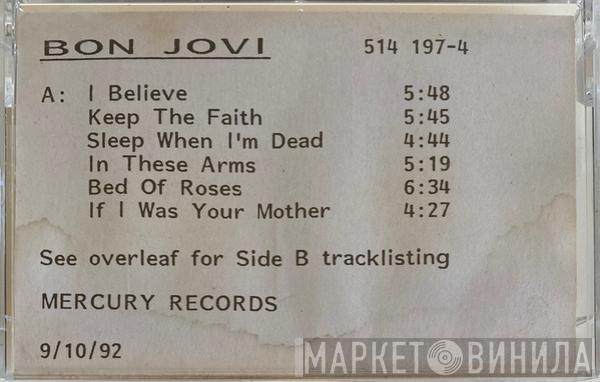 BON JOVI 514 197-4
A: I Believe 5:48
Keep The Faith 5:45
Sleep When I'm Dead 4:44
In These Arms 5:19
Bed Of Roses 6:34
If I Was Your Mother 4:27
See overleaf for Side B tracklisting
MERCURY RECORDS
9/10/92
МАРКЕТ ВИНИЛА